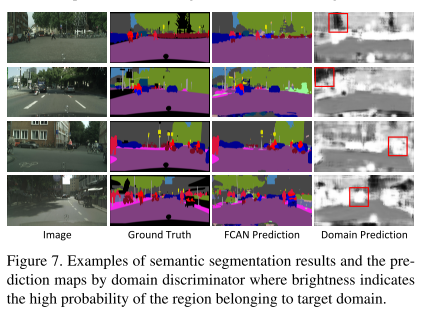 Image Ground Truth FCAN Prediction Domain Prediction
Figure 7. Examples of semantic segmentation results and the pre-
diction maps by domain discriminator where brightness indicates
the high probability of the region belonging to target domain.